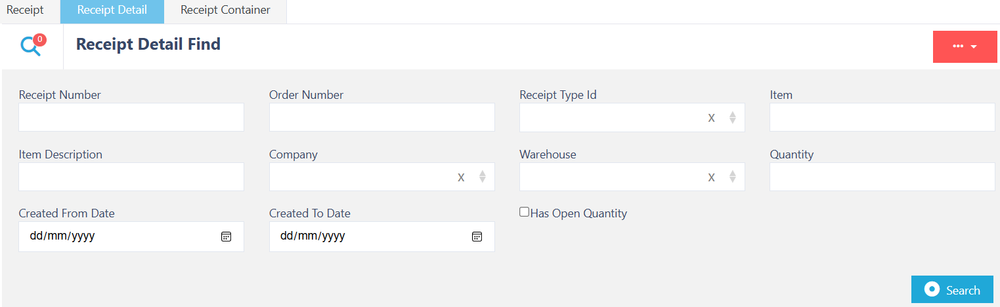 Receipt Receipt Detail Receipt Container
0
Receipt Detail Find
Receipt Number Order Number Receipt Type Id Item
X
Item Description Company Warehouse Quantity
X X
Created From Date Created To Date Has Open Quantity
dd/mm/yyyy dd/mm/yyyy
Search